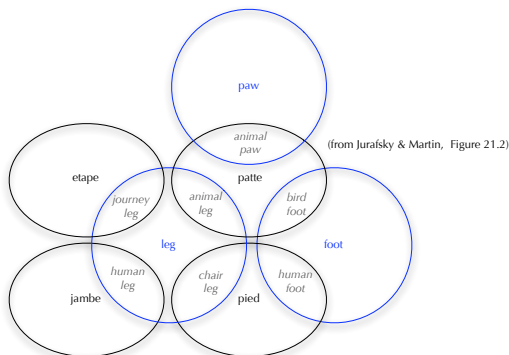 paw
animal
paw
(from Jurafsky & Martin, Figure 21.2)
etape
patte
journey
leg
animal
leg
bird
foot
leg
foot
human
leg
chair
leg
human
foot
jambe
pied